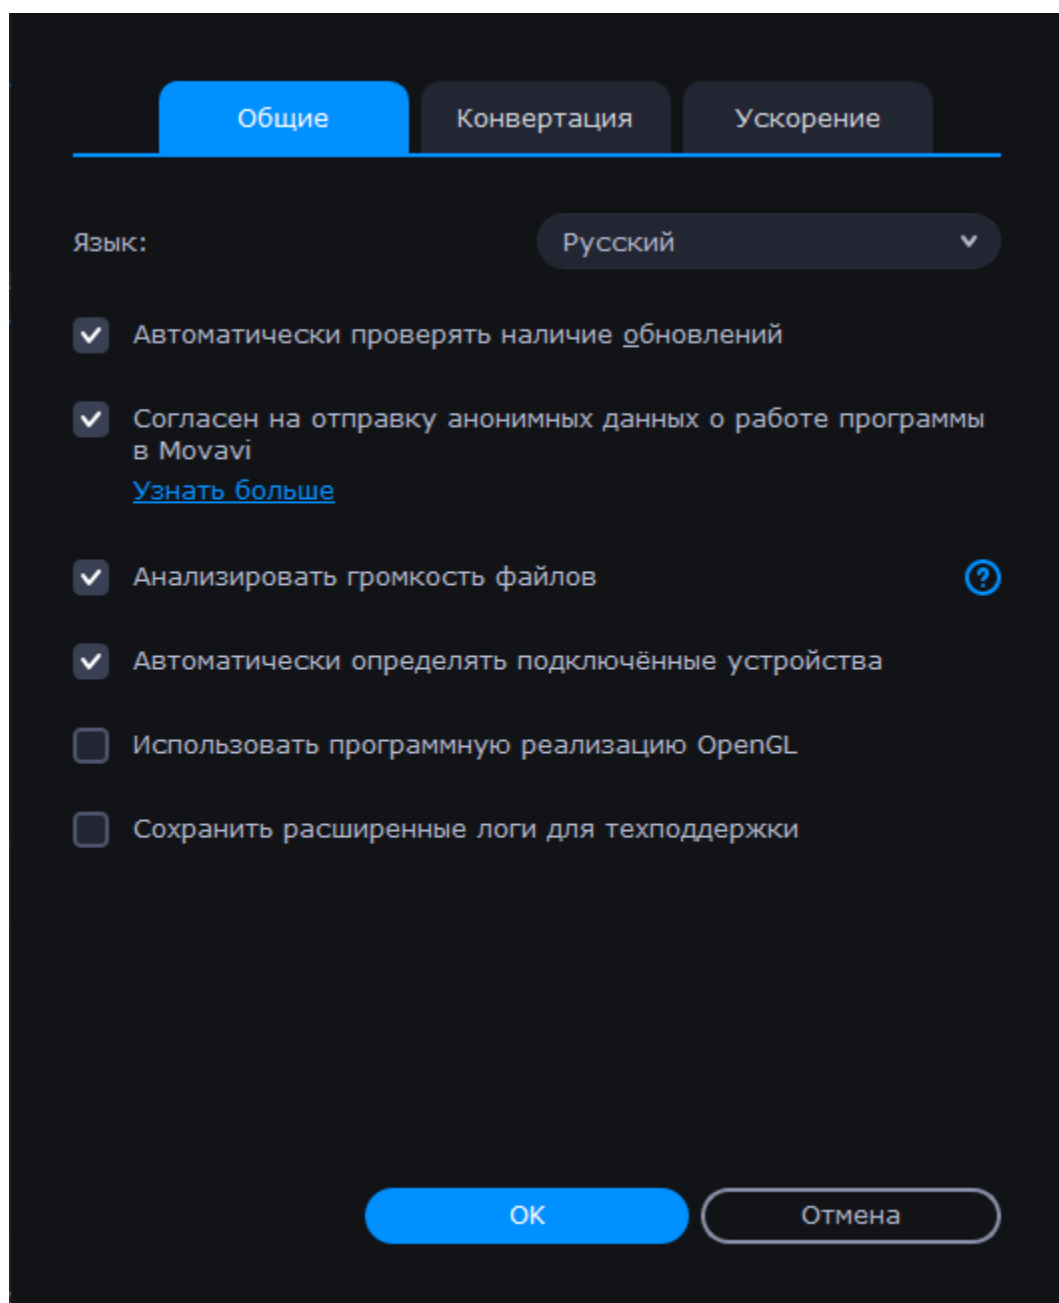 Общие Конвертация Ускорение
Язык: Русский
Автоматически проверять наличие обновлений
Согласен на отправку анонимных данных о работе программы
в Movavi
Узнать больше
Анализировать громкость файлов ?
Автоматически определять подключённые устройства
Использовать программную реализацию OpenGL
Сохранить расширенные логи для техподдержки
OK Отмена